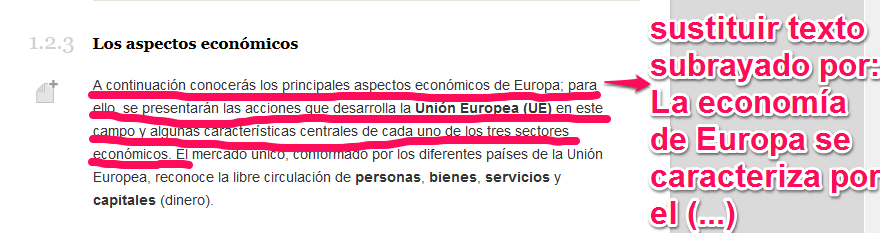 1.2.3 Los aspectos económicos
A continuación conocerás los principales aspectos económicos de Europa; para
ello, se presentarán las acciones que desarrolla la Unión Europea (UE) en este
campo y algunas características centrales de cada uno de los tres sectores
económicos. El mercado único, conformado por los diferentes países de la Unión
Europea, reconoce la libre circulación de personas, bienes, servicios y
capitales (dinero).
sustituir texto
subrayado por:
La economía
de Europa se
caracteriza por
el (...)